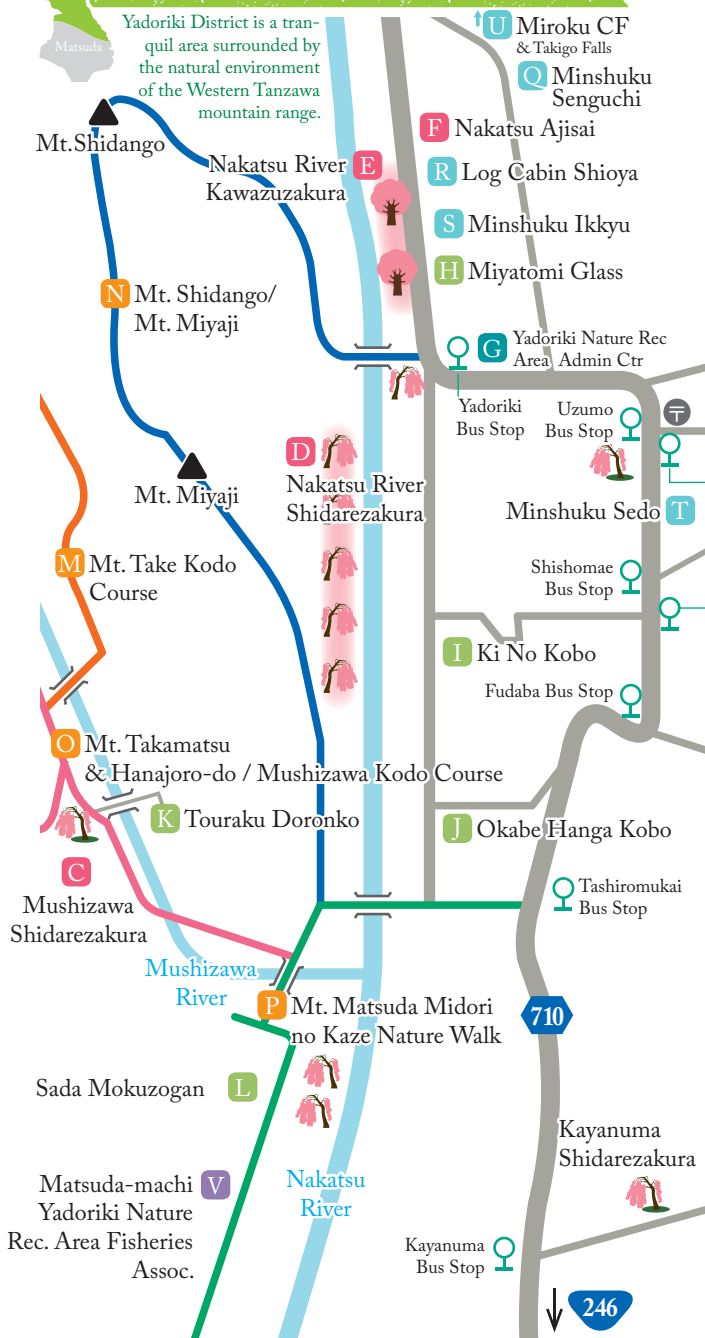 Matsuda
Yadoriki District is a tran-
quil area surrounded by
the natural environment
of the Western Tanzawa
mountain range.
U Miroku CF
& Takigo Falls
Q Minshuku
Senguchi
F Nakatsu Ajisai
Mt.Shidango
Nakatsu River E
Kawazuzakura
R Log Cabin Shioya
S Minshuku Ikkyu
H Miyatomi Glass
N Mt. Shidango/
Mt. Miyaji
G Yadoriki Nature Rec
Area Admin Ctr
Yadoriki
Bus Stop
Uzumo
Bus Stop
〒
D
Nakatsu River
Shidarezakura
Mt. Miyaji
Minshuku Sedo T
M Mt. Take Kodo
Course
Shishomae
Bus Stop
I Ki No Kobo
Fudaba Bus Stop
O Mt. Takamatsu
& Hanajoro-do / Mushizawa Kodo Course
K Touraku Doronko
J Okabe Hanga Kobo
C
Mushizawa
Shidarezakura
Tashiromukai
Bus Stop
Mushizawa
River
P Mt. Matsuda Midori
no Kaze Nature Walk
710
Sada Mokuzogan L
Kayanuma
Shidarezakura
Matsuda-machi V
Yadoriki Nature
Rec. Area Fisheries
Assoc.
Nakatsu
River
Kayanuma
Bus Stop
246